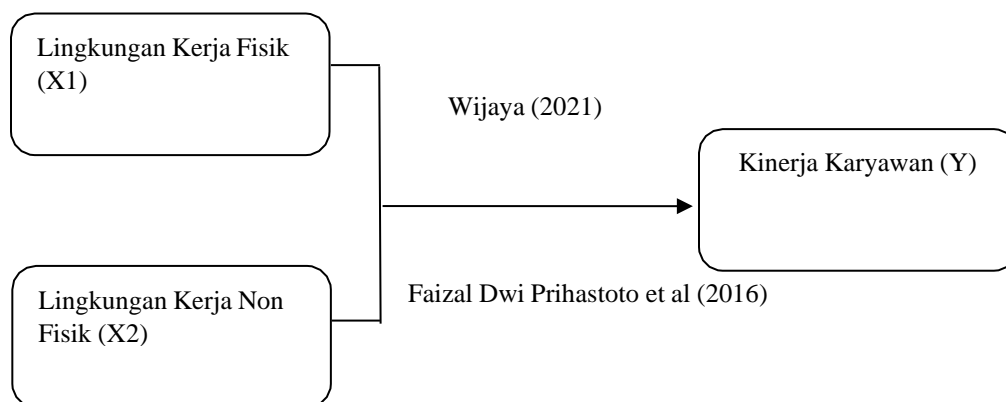 Lingkungan Kerja Fisik
(X1)
Wijaya (2021)
Kinerja Karyawan (Y)
Lingkungan Kerja Non
Fisik (X2)
Faizal Dwi Prihastoto et al (2016)